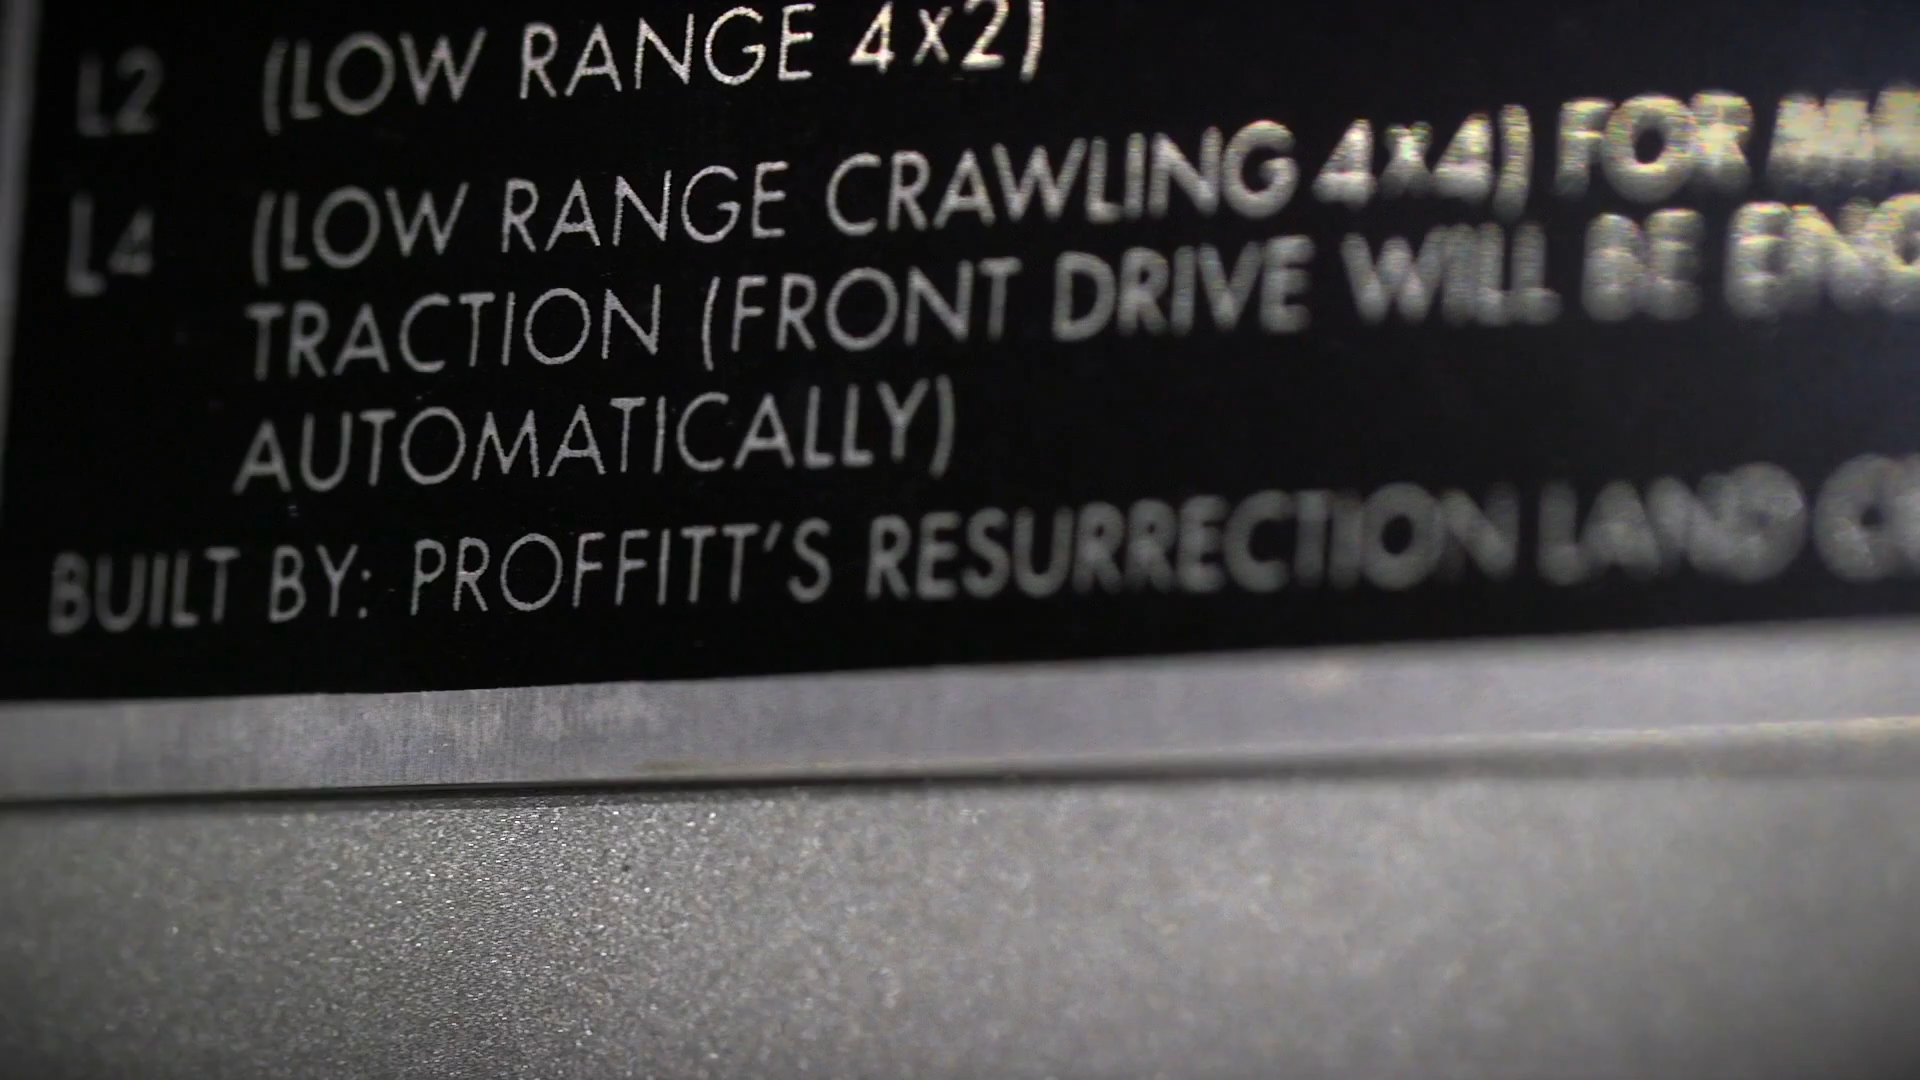 L2 (LOW RANGE 4x2)
L4 (LOW RANGE CRAWLING 4x4) FOR
TRACTION (FRONT DRIVE WILL BE
AUTOMATICALLY)
BUILT BY: PROFFITT'S RESURRECTION LAND